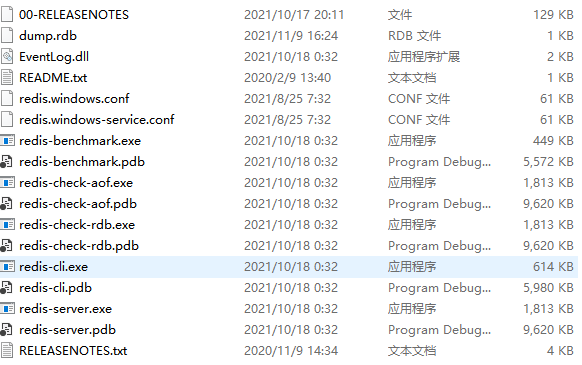 00-RELEASENOTES 2021/10/17 20:11 文件 129 KB
dump.rdb 2021/11/9 16:24 RDB 文件 1 KB
EventLog.dll 2021/10/18 0:32 应用程序扩展 2 KB
README.txt 2020/2/9 13:40 文本文档 1 KB
redis.windows.conf 2021/8/25 7:32 CONF 文件 61 KB
redis.windows-service.conf 2021/8/25 7:32 CONF 文件 61 KB
redis-benchmark.exe 2021/10/18 0:32 应用程序 449 KB
redis-benchmark.pdb 2021/10/18 0:32 Program Debug... 5,572 KB
redis-check-aof.exe 2021/10/18 0:32 应用程序 1,813 KB
redis-check-aof.pdb 2021/10/18 0:32 Program Debug... 9,620 KB
redis-check-rdb.exe 2021/10/18 0:32 应用程序 1,813 KB
redis-check-rdb.pdb 2021/10/18 0:32 Program Debug... 9,620 KB
redis-cli.exe 2021/10/18 0:32 应用程序 614 KB
redis-cli.pdb 2021/10/18 0:32 Program Debug... 5,980 KB
redis-server.exe 2021/10/18 0:32 应用程序 1,813 KB
redis-server.pdb 2021/10/18 0:32 Program Debug... 9,620 KB
RELEASENOTES.txt 2020/11/9 14:34 文本文档 4 KB